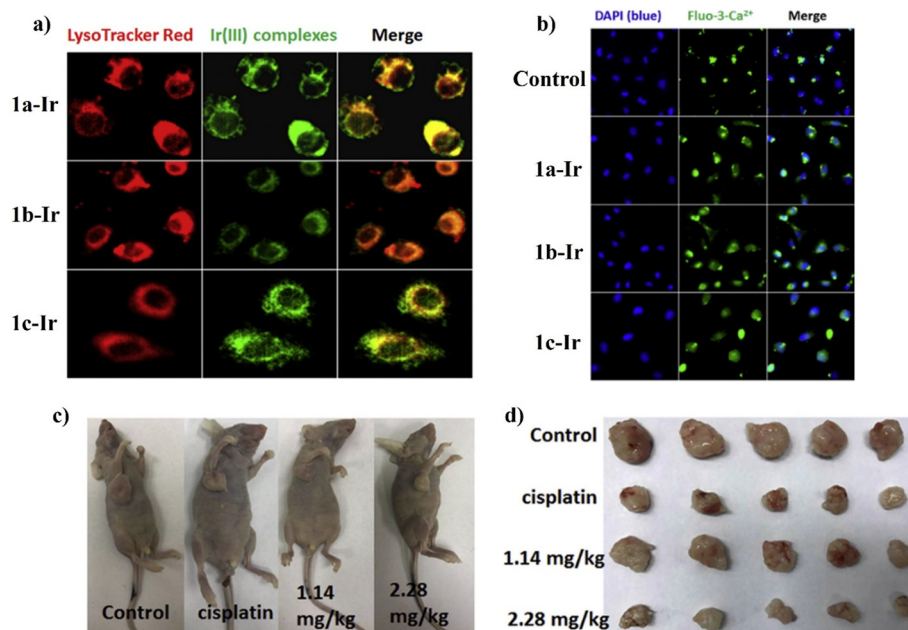 a)
LysoTracker Red Ir(III) complexes Merge
1a-Ir
1b-Ir
1c-Ir
b)
DAPI (blue) Fluo-3-Ca²⁺ Merge
Control
1a-Ir
1b-Ir
1c-Ir
c)
Control
cisplatin
1.14
mg/kg
2.28
mg/kg
d)
Control
cisplatin
1.14 mg/kg
2.28 mg/kg